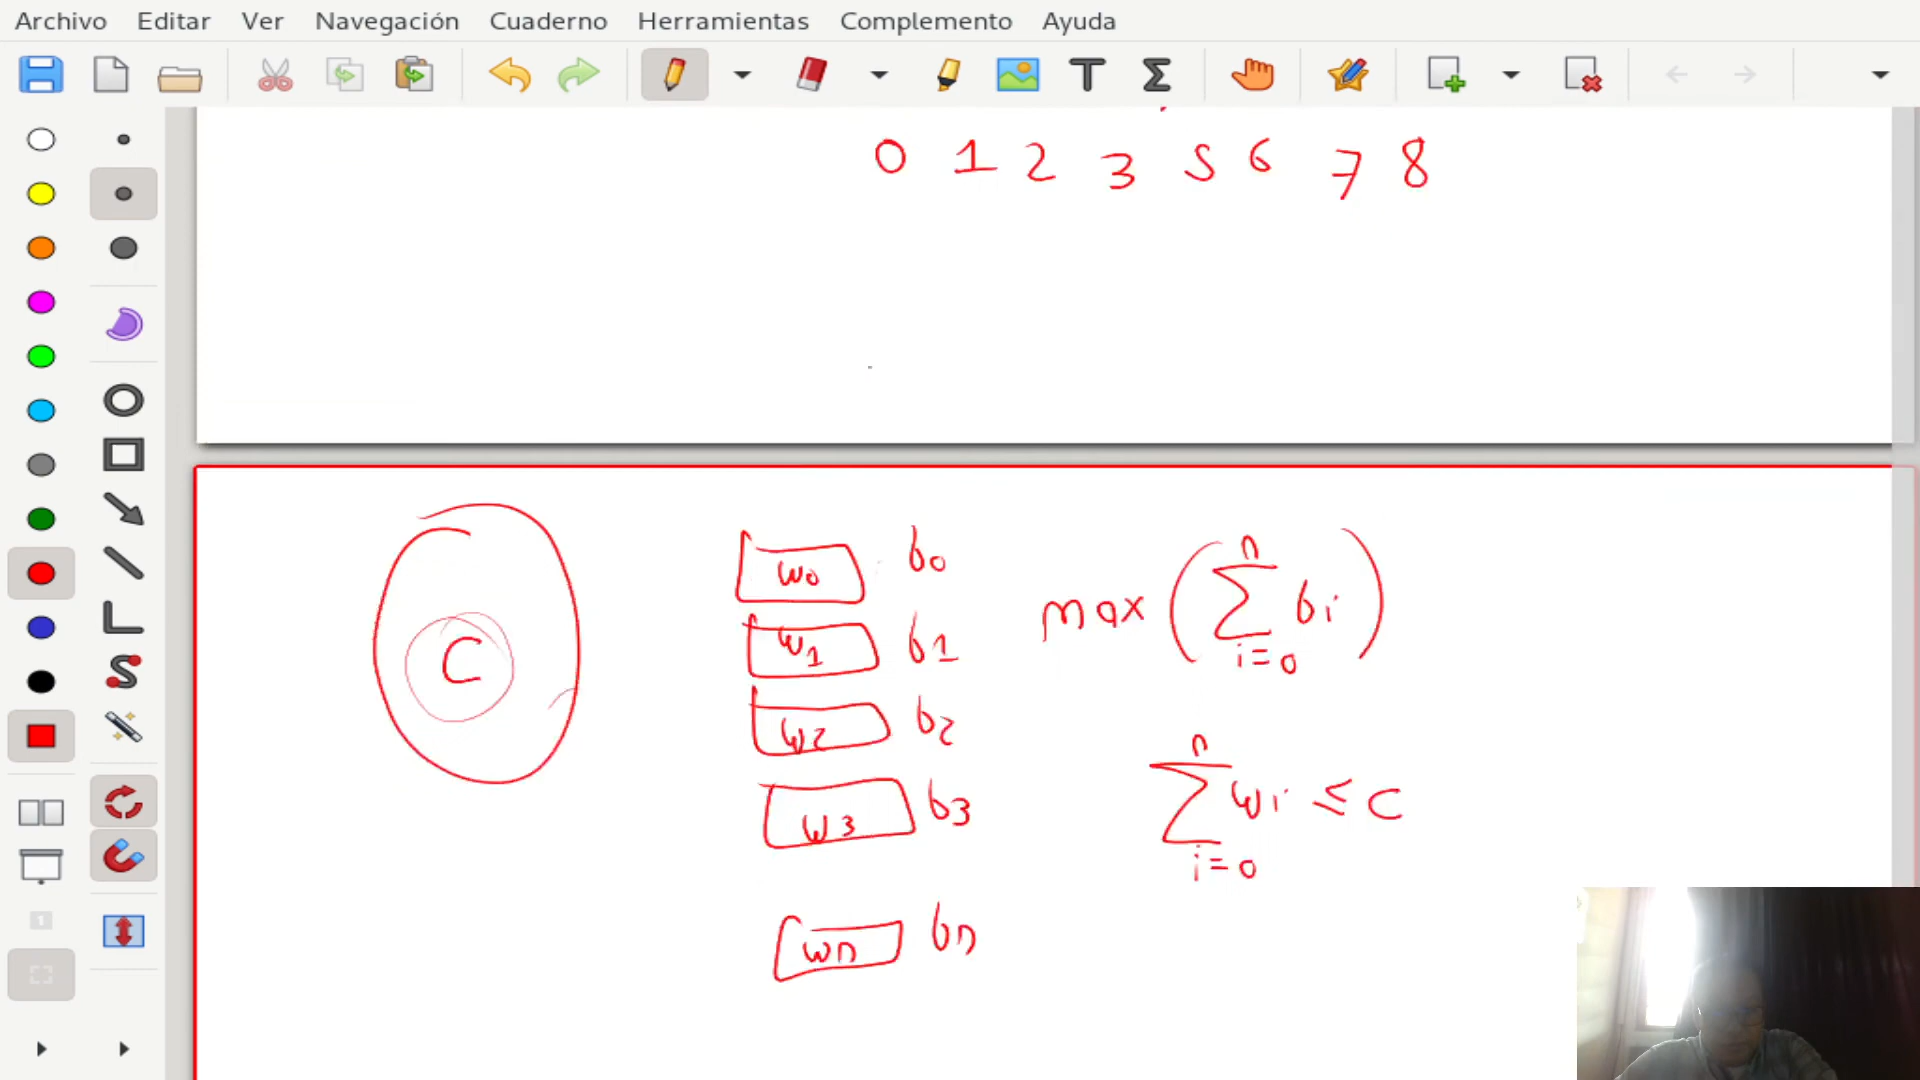 Archivo Editar Ver Navegación Cuaderno Herramientas Complemento Ayuda
0 1 2 3 5 6 7 8
C
w0 b0
w1 b1
w2 b2
w3 b3
wn bn
max ( n ∑ i=0 bi )
n ∑ i=0 wi ≤ C